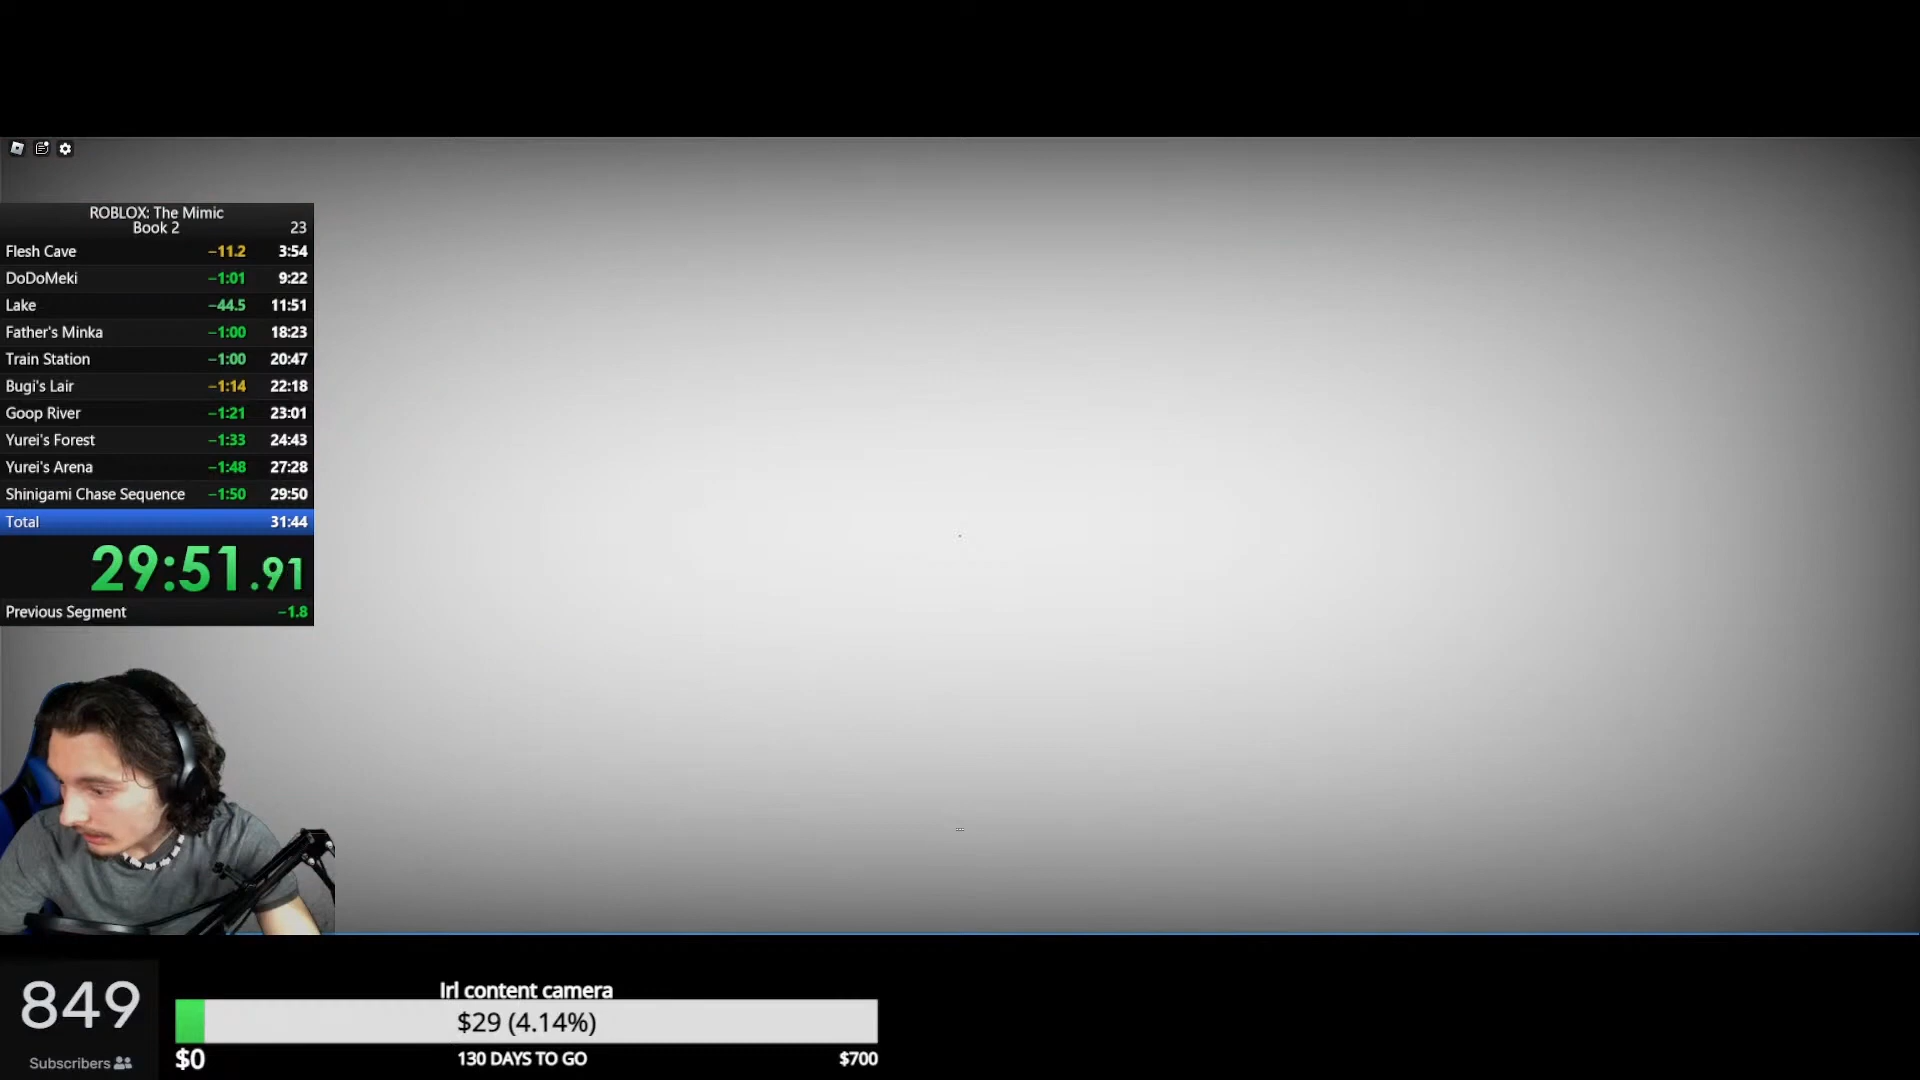 ROBLOX: The Mimic
Book 2 23
Flesh Cave −11.2 3:54
DoDoMeki −1:01 9:22
Lake −44.5 11:51
Father's Minka −1:00 18:23
Train Station −1:00 20:47
Bugi's Lair −1:14 22:18
Goop River −1:21 23:01
Yurei's Forest −1:33 24:43
Yurei's Arena −1:48 27:28
Shinigami Chase Sequence −1:50 29:50
Total 31:44
29:51.91
Previous Segment −1.8
849
Subscribers
Irl content camera
$29 (4.14%)
$0 130 DAYS TO GO $700